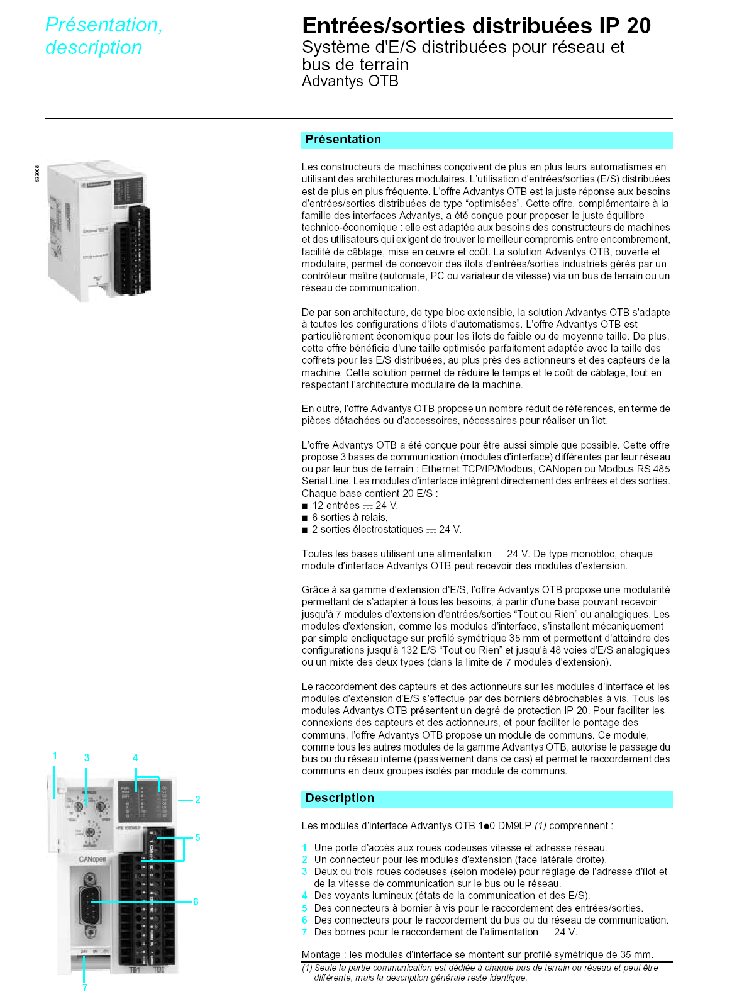 Présentation,
description
Entrées/sorties distribuées IP 20
Système d'E/S distribuées pour réseau et
bus de terrain
Advantys OTB
Présentation
522008
Les constructeurs de machines conçoivent de plus en plus leurs automatismes en
utilisant des architectures modulaires. L'utilisation d'entrées/sorties (E/S) distribuées
est de plus en plus fréquente. L'offre Advantys OTB est la juste réponse aux besoins
d'entrées/sorties distribuées de type “optimisées”. Cette offre, complémentaire à la
famille des interfaces Advantys, a été conçue pour proposer le juste équilibre
technico-économique : elle est adaptée aux besoins des constructeurs de machines
et des utilisateurs qui exigent de trouver le meilleur compromis entre encombrement,
facilité de câblage, mise en œuvre et coût. La solution Advantys OTB, ouverte et
modulaire, permet de concevoir des îlots d'entrées/sorties industriels gérés par un
contrôleur maître (automate, PC ou variateur de vitesse) via un bus de terrain ou un
réseau de communication.
De par son architecture, de type bloc extensible, la solution Advantys OTB s'adapte
à toutes les configurations d'îlots d'automatismes. L'offre Advantys OTB est
particulièrement économique pour les îlots de faible ou de moyenne taille. De plus,
cette offre bénéficie d'une taille optimisée parfaitement adaptée avec la taille des
coffrets pour les E/S distribuées, au plus près des actionneurs et des capteurs de la
machine. Cette solution permet de réduire le temps et le coût de câblage, tout en
respectant l'architecture modulaire de la machine.
En outre, l'offre Advantys OTB propose un nombre réduit de références, en terme de
pièces détachées ou d'accessoires, nécessaires pour réaliser un îlot.
L'offre Advantys OTB a été conçue pour être aussi simple que possible. Cette offre
propose 3 bases de communication (modules d'interface) différentes par leur réseau
ou par leur bus de terrain : Ethernet TCP/IP/Modbus, CANopen ou Modbus RS 485
Serial Line. Les modules d'interface intègrent directement des entrées et des sorties.
Chaque base contient 20 E/S :
■ 12 entrées ⎓ 24 V,
■ 6 sorties à relais,
■ 2 sorties électrostatiques ⎓ 24 V.
Toutes les bases utilisent une alimentation ⎓ 24 V. De type monobloc, chaque
module d'interface Advantys OTB peut recevoir des modules d'extension.
Grâce à sa gamme d'extension d'E/S, l'offre Advantys OTB propose une modularité
permettant de s'adapter à tous les besoins, à partir d'une base pouvant recevoir
jusqu'à 7 modules d'extension d'entrées/sorties “Tout ou Rien” ou analogiques. Les
modules d'extension, comme les modules d'interface, s'installent mécaniquement
par simple encliquetage sur profilé symétrique 35 mm et permettent d'atteindre des
configurations jusqu'à 132 E/S “Tout ou Rien” et jusqu'à 48 voies d'E/S analogiques
ou un mixte des deux types (dans la limite de 7 modules d'extension).
Le raccordement des capteurs et des actionneurs sur les modules d'interface et les
modules d'extension d'E/S s'effectue par des borniers débrochables à vis. Tous les
modules Advantys OTB présentent un degré de protection IP 20. Pour faciliter les
connexions des capteurs et des actionneurs, et pour faciliter le pontage des
communs, l'offre Advantys OTB propose un module de communs. Ce module,
comme tous les autres modules de la gamme Advantys OTB, autorise le passage du
bus ou du réseau interne (passivement dans ce cas) et permet le raccordement des
communs en deux groupes isolés par module de communs.
1
3
4
2
5
CANopen
6
TB1
TB2
7
Description
Les modules d'interface Advantys OTB 1●0 DM9LP (1) comprennent :
1 Une porte d'accès aux roues codeuses vitesse et adresse réseau.
2 Un connecteur pour les modules d'extension (face latérale droite).
3 Deux ou trois roues codeuses (selon modèle) pour réglage de l'adresse d'îlot et
de la vitesse de communication sur le bus ou le réseau.
4 Des voyants lumineux (états de la communication et des E/S).
5 Des connecteurs à bornier à vis pour le raccordement des entrées/sorties.
6 Des connecteurs pour le raccordement du bus ou du réseau de communication.
7 Des bornes pour le raccordement de l'alimentation ⎓ 24 V.
Montage : les modules d'interface se montent sur profilé symétrique de 35 mm.
(1) Seule la partie communication est dédiée à chaque bus de terrain ou réseau et peut être
différente, mais la description générale reste identique.